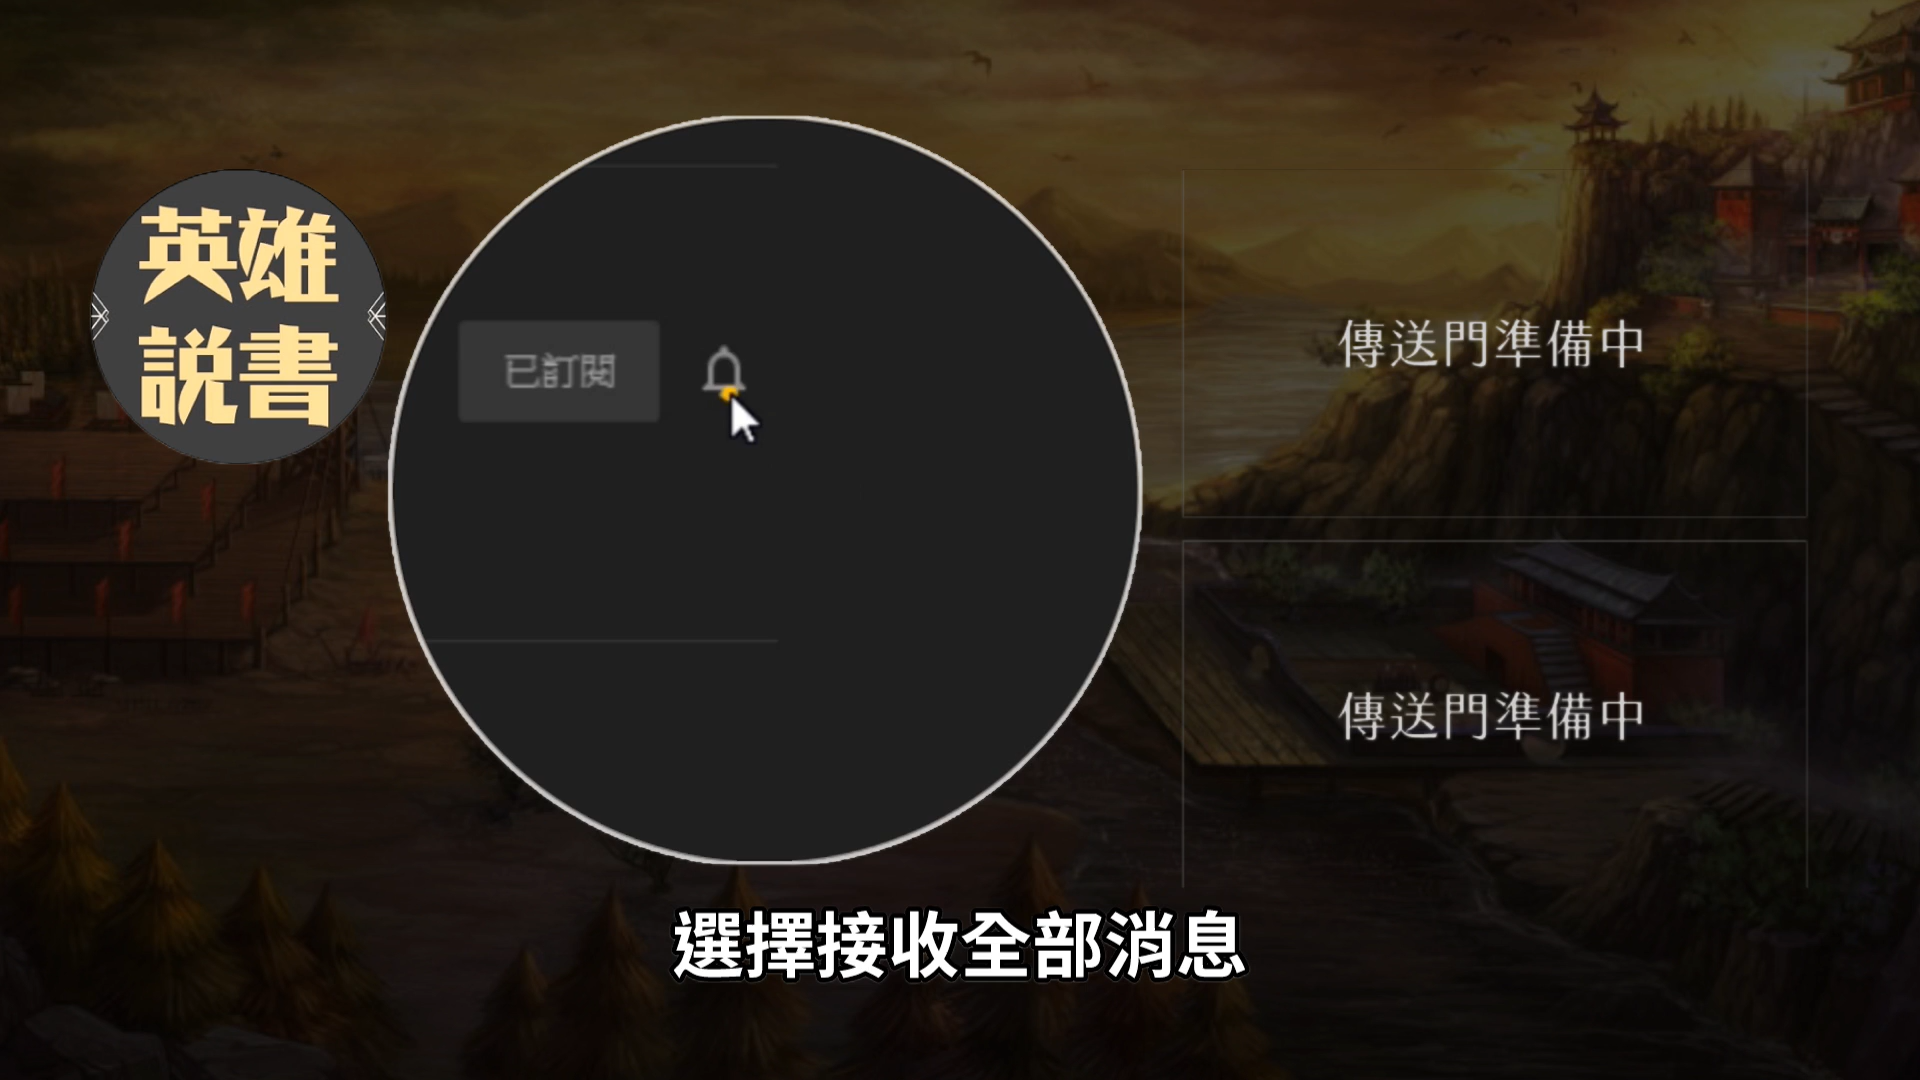 英雄
説書
已訂閱
傳送門準備中
傳送門準備中
選擇接收全部消息